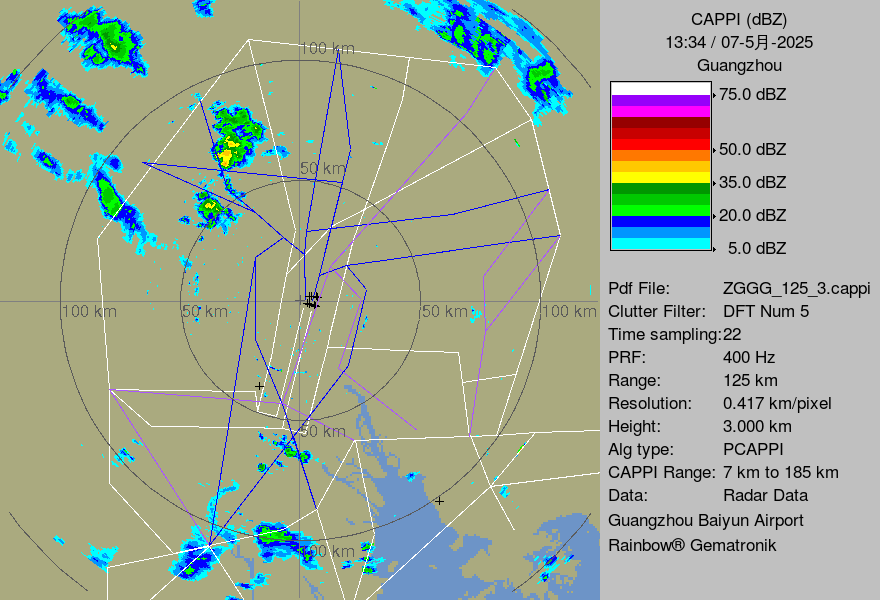 CAPPI (dBZ)
13:34 / 07-5月-2025
Guangzhou
75.0 dBZ
50.0 dBZ
35.0 dBZ
20.0 dBZ
5.0 dBZ
Pdf File: ZGGG_125_3.cappi
Clutter Filter: DFT Num 5
Time sampling:22
PRF: 400 Hz
Range: 125 km
Resolution: 0.417 km/pixel
Height: 3.000 km
Alg type: PCAPPI
CAPPI Range: 7 km to 185 km
Data: Radar Data
Guangzhou Baiyun Airport
Rainbow® Gematronik
100 km
50 km
100 km
50 km
50 km
100 km
50 km
100 km